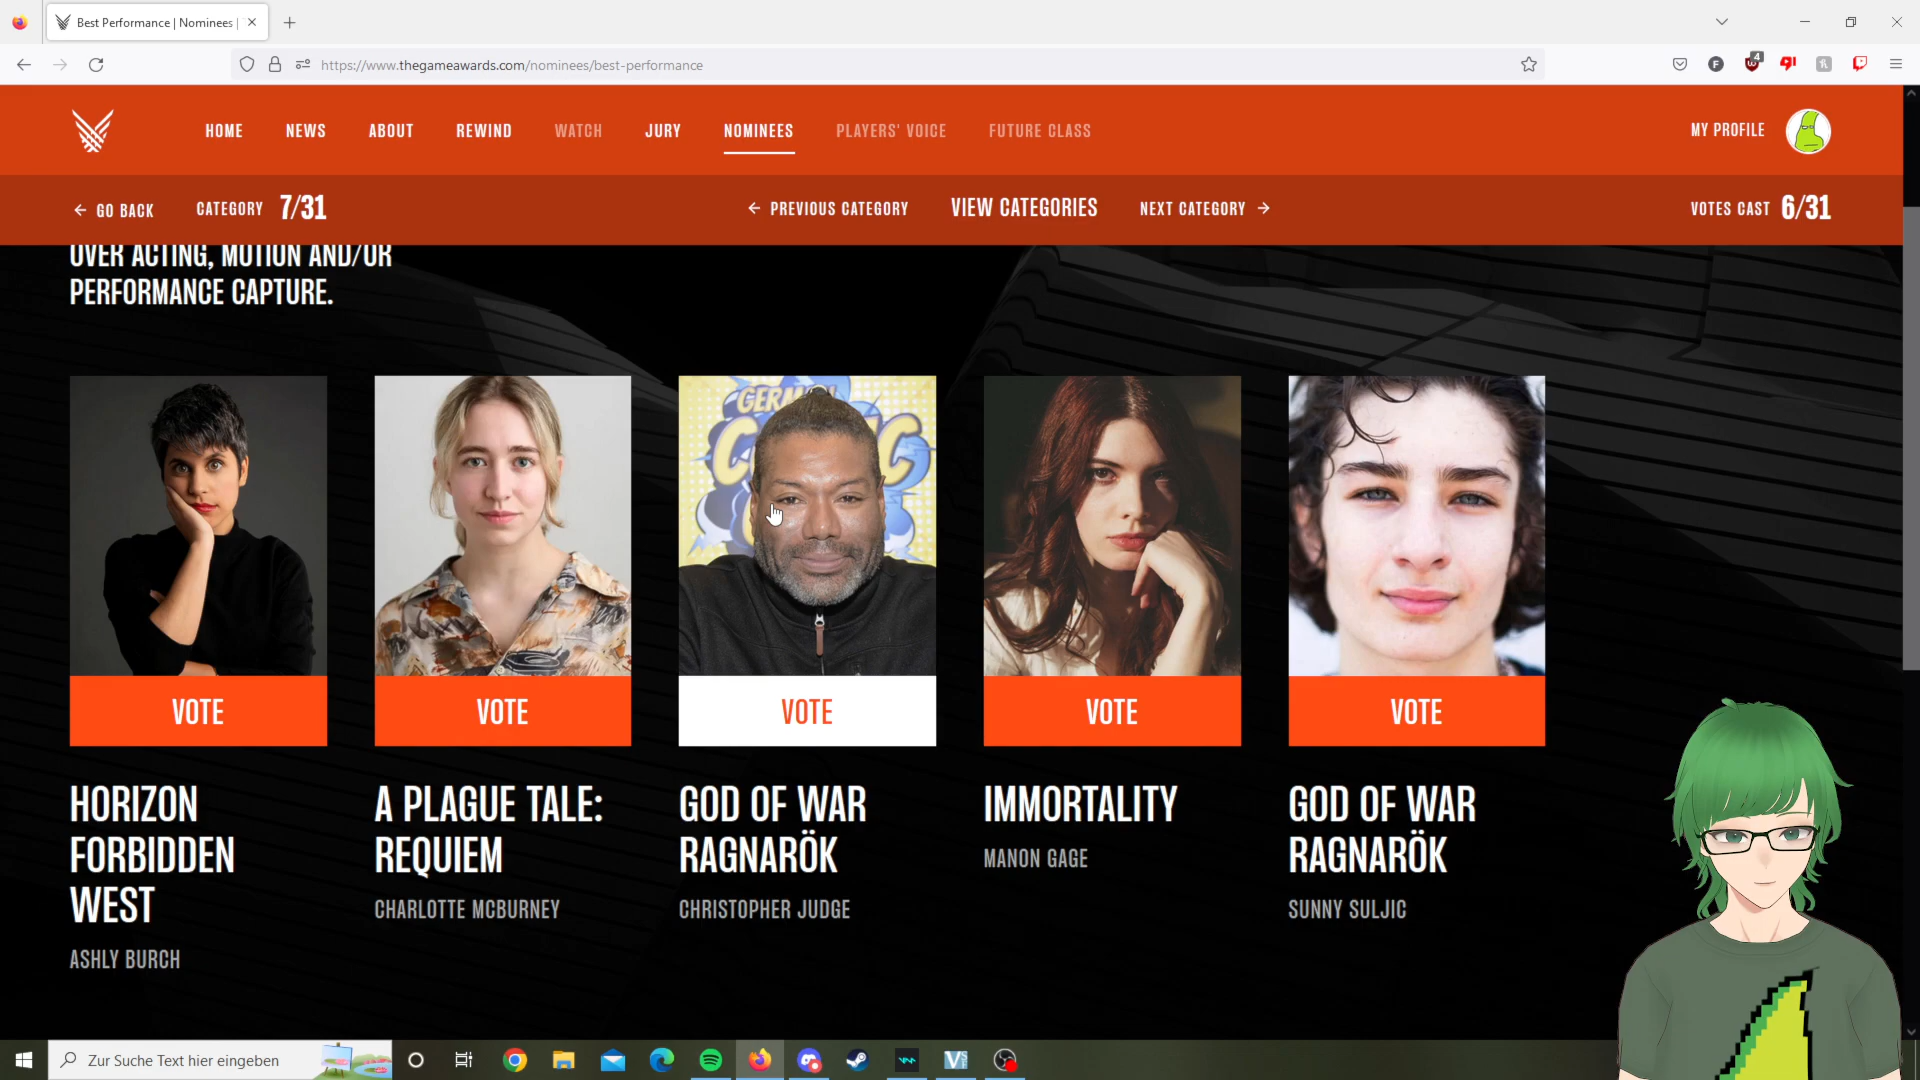 Best Performance | Nominees |
https://www.thegameawards.com/nominees/best-performance
4
HOME NEWS ABOUT REWIND WATCH JURY NOMINEES PLAYERS' VOICE FUTURE CLASS MY PROFILE
GO BACK CATEGORY 7/31 PREVIOUS CATEGORY VIEW CATEGORIES NEXT CATEGORY VOTES CAST 6/31
OVER ACTING, MOTION AND/OR
PERFORMANCE CAPTURE.
VOTE VOTE VOTE VOTE VOTE
HORIZON
FORBIDDEN
WEST
ASHLY BURCH
A PLAGUE TALE:
REQUIEM
CHARLOTTE MCBURNEY
GOD OF WAR
RAGNARÖK
CHRISTOPHER JUDGE
IMMORTALITY
MANON GAGE
GOD OF WAR
RAGNARÖK
SUNNY SULJIC
Zur Suche Text hier eingeben